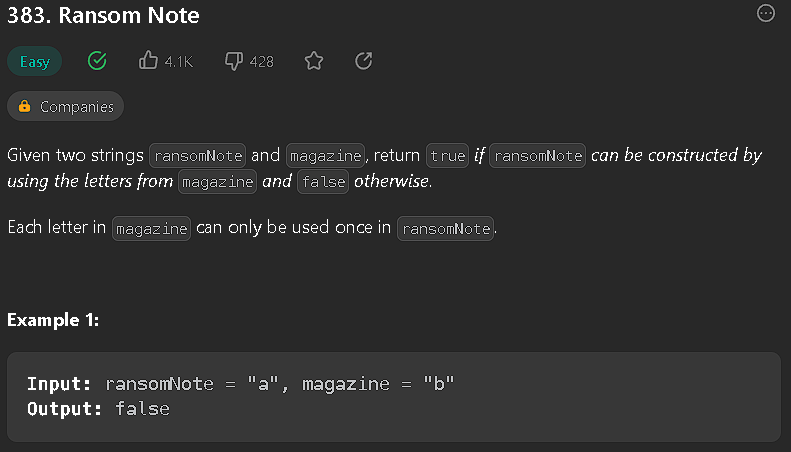 383. Ransom Note
Easy 4.1K 428
Companies
Given two strings ransomNote and magazine, return true if ransomNote can be constructed by
using the letters from magazine and false otherwise.
Each letter in magazine can only be used once in ransomNote.
Example 1:
Input: ransomNote = "a", magazine = "b"
Output: false